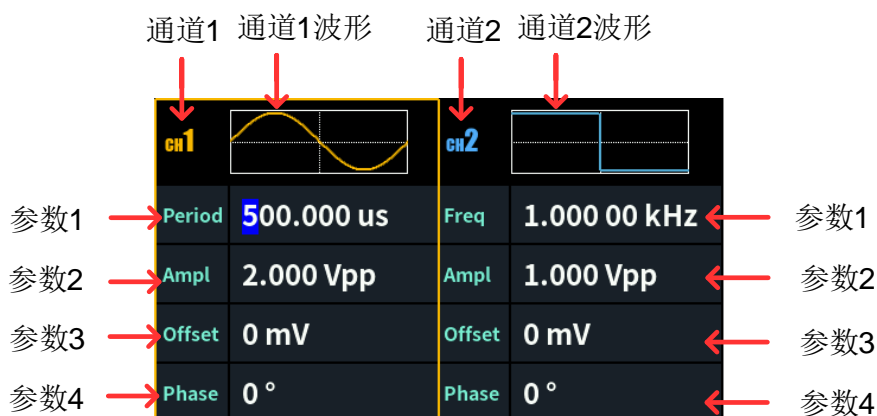 通道1 通道1波形 通道2 通道2波形
CH1 CH2
参数1 Period 500.000 us Freq 1.000 00 kHz 参数1
参数2 Ampl 2.000 Vpp Ampl 1.000 Vpp 参数2
参数3 Offset 0 mV Offset 0 mV 参数3
参数4 Phase 0 ° Phase 0 ° 参数4